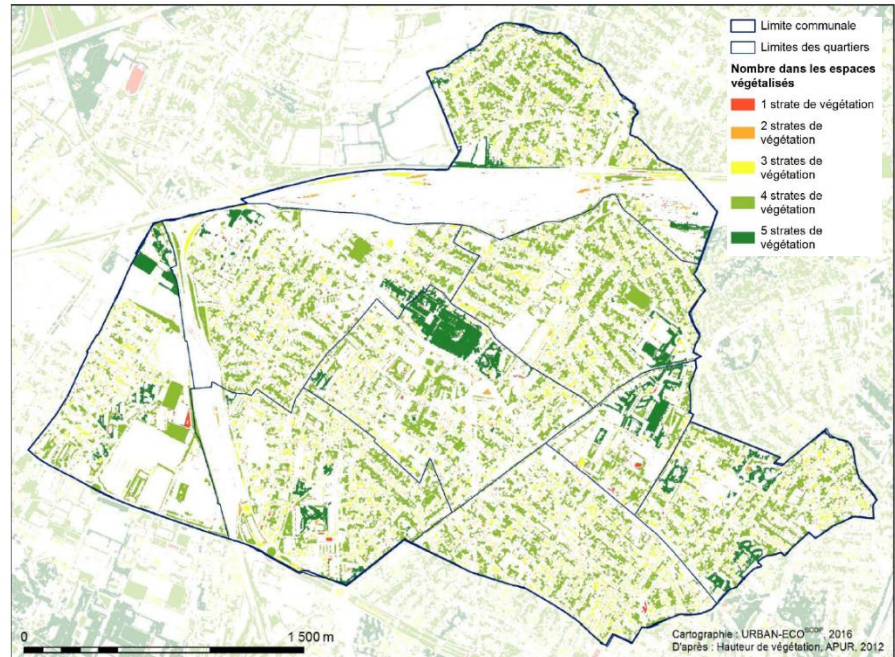 Limite communale
Limites des quartiers
Nombre dans les espaces
végétalisés
1 strate de végétation
2 strates de
végétation
3 strates de
végétation
4 strates de
végétation
5 strates de
végétation
0
1 500 m
Cartographie : URBAN-ECO SCOP, 2016
D'après : Hauteur de végétation, APUR, 2012